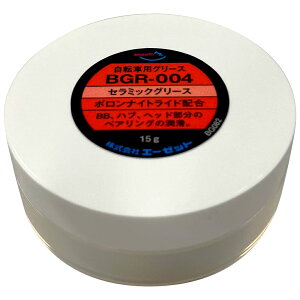 自転車用グリース
BGR-004
セラミックグリース
ボロンナイトライド配合
BB、ハブ、ヘッド部分の
ベアリングの潤滑。
15g
株式会社エーゼット
BG082